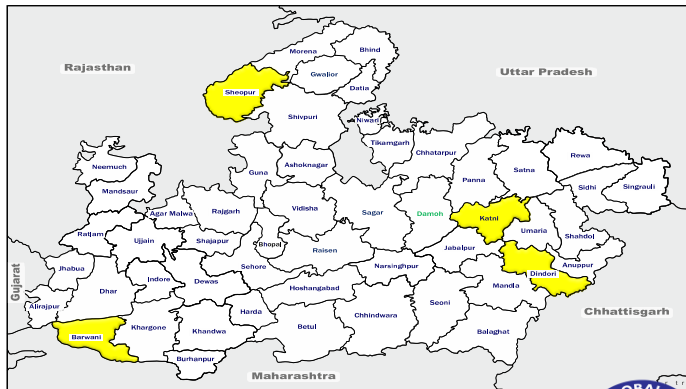 Rajasthan
Uttar Pradesh
Morena
Bhind
Gwalior
Sheopur
Datia
Shivpuri
Niwari
Tikamgarh
Chhatarpur
Guna
Ashoknagar
Panna
Satna
Rewa
Sidhi
Singrauli
Neemuch
Mandsaur
Agar Malwa
Rajgarh
Vidisha
Sagar
Damoh
Katni
Umaria
Shahdol
Ratlam
Ujjain
Shajapur
Bhopal
Raisen
Jabalpur
Anuppur
Jhabua
Indore
Dewas
Sehore
Narsinghpur
Dindori
Gujarat
Dhar
Hoshangabad
Mandla
Alirajpur
Harda
Chhindwara
Seoni
Chhattisgarh
Barwani
Khargone
Khandwa
Betul
Balaghat
Burhanpur
Maharashtra